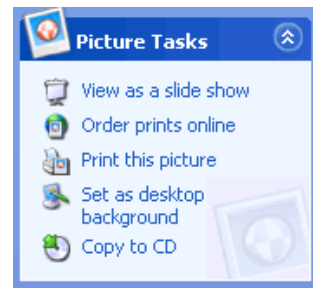 Picture Tasks
View as a slide show
Order prints online
Print this picture
Set as desktop
background
Copy to CD